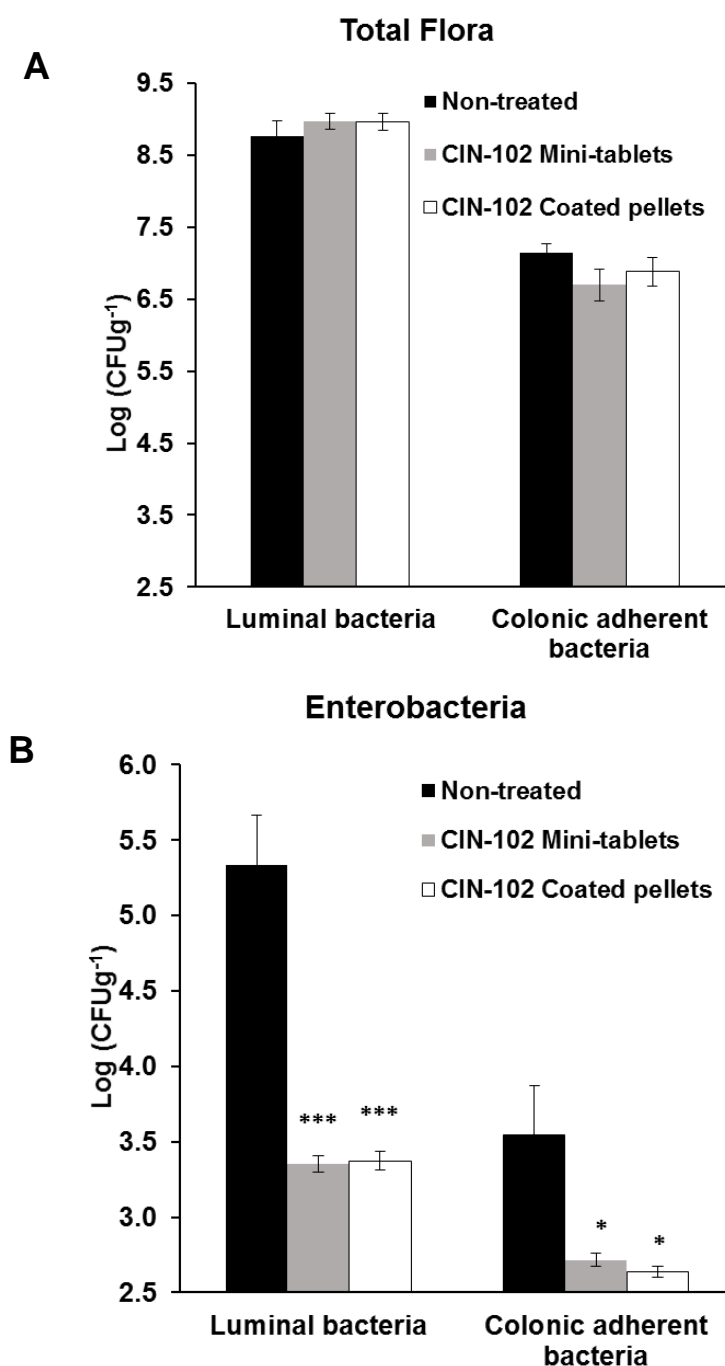 Total Flora
A
9.5
8.5
7.5
6.5
5.5
4.5
3.5
2.5
Log (CFUg⁻¹)
Non-treated
CIN-102 Mini-tablets
CIN-102 Coated pellets
Luminal bacteria
Colonic adherent
bacteria
Enterobacteria
B
6.0
5.5
5.0
4.5
4.0
3.5
3.0
2.5
Log (CFUg⁻¹)
Non-treated
CIN-102 Mini-tablets
CIN-102 Coated pellets
*** ***
* *
Luminal bacteria
Colonic adherent
bacteria